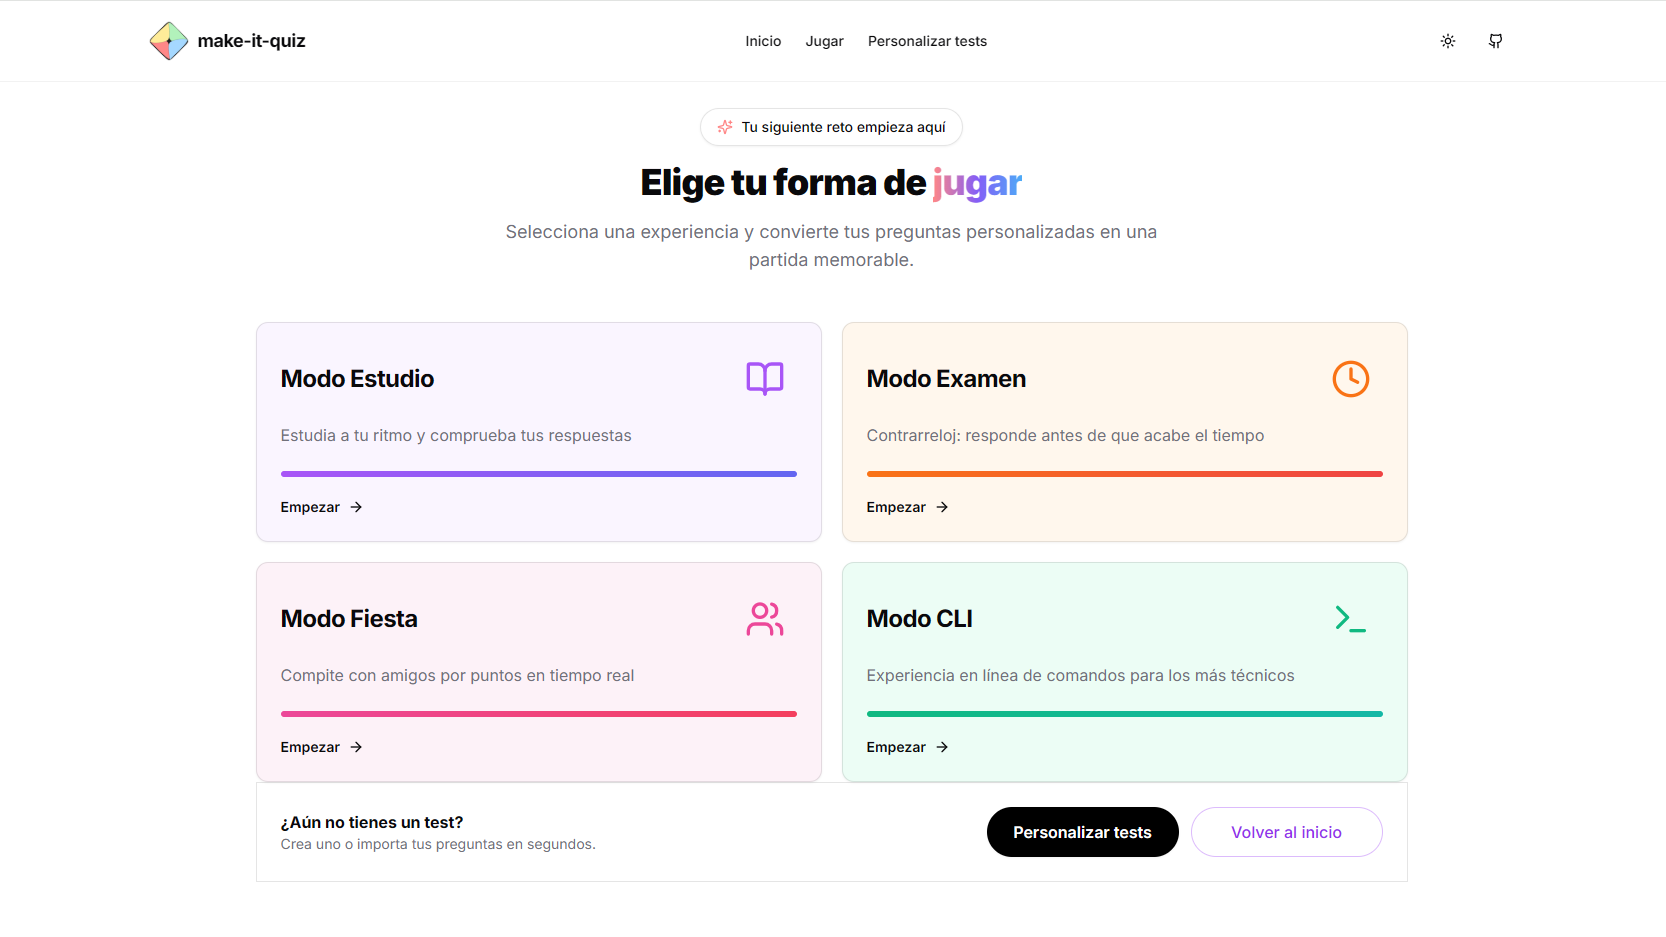 make-it-quiz
Inicio
Jugar
Personalizar tests
Tu siguiente reto empieza aquí
Elige tu forma de jugar
Selecciona una experiencia y convierte tus preguntas personalizadas en una
partida memorable.
Modo Estudio
Estudia a tu ritmo y comprueba tus respuestas
Empezar
Modo Examen
Contrarreloj: responde antes de que acabe el tiempo
Empezar
Modo Fiesta
Compite con amigos por puntos en tiempo real
Empezar
Modo CLI
Experiencia en línea de comandos para los más técnicos
Empezar
¿Aún no tienes un test?
Crea uno o importa tus preguntas en segundos.
Personalizar tests
Volver al inicio